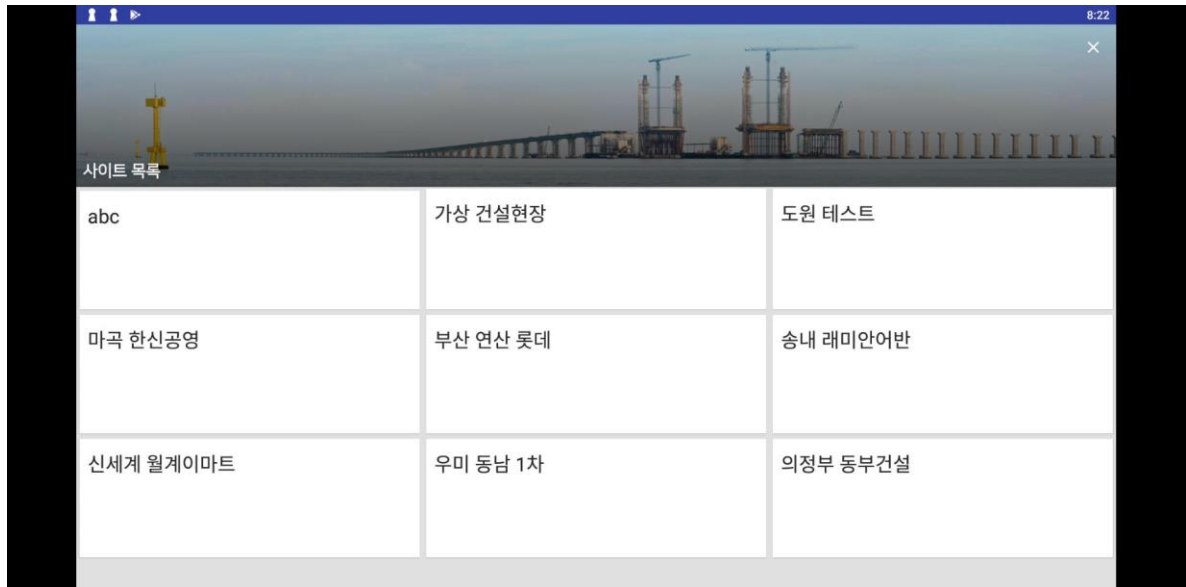 8:22
사이트 목록
abc
가상 건설현장
도원 테스트
마곡 한신공영
부산 연산 롯데
송내 래미안어반
신세계 월계이마트
우미 동남 1차
의정부 동부건설